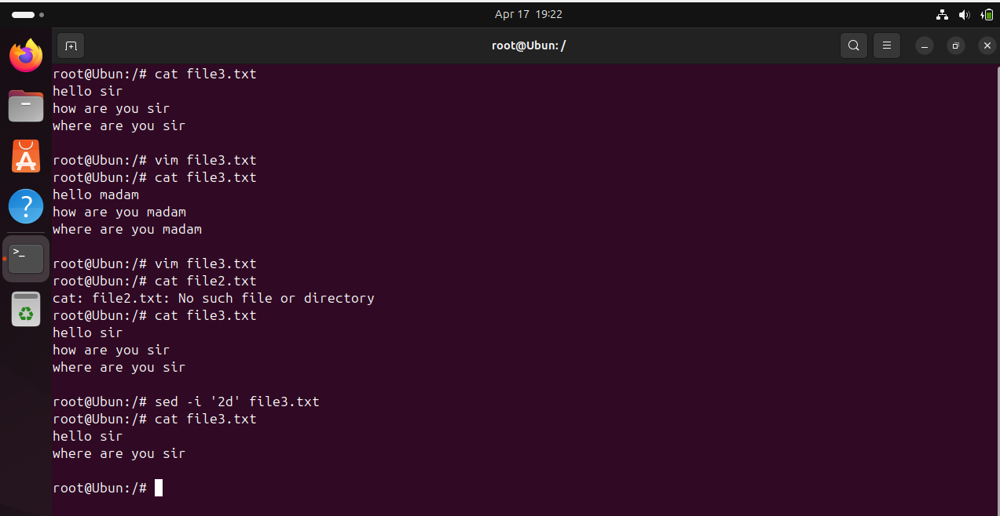 Apr 17 19:22
root@Ubun: /
root@Ubun:/# cat file3.txt
hello sir
how are you sir
where are you sir
root@Ubun:/# vim file3.txt
root@Ubun:/# cat file3.txt
hello madam
how are you madam
where are you madam
root@Ubun:/# vim file3.txt
root@Ubun:/# cat file2.txt
cat: file2.txt: No such file or directory
root@Ubun:/# cat file3.txt
hello sir
how are you sir
where are you sir
root@Ubun:/# sed -i '2d' file3.txt
root@Ubun:/# cat file3.txt
hello sir
where are you sir
root@Ubun:/#